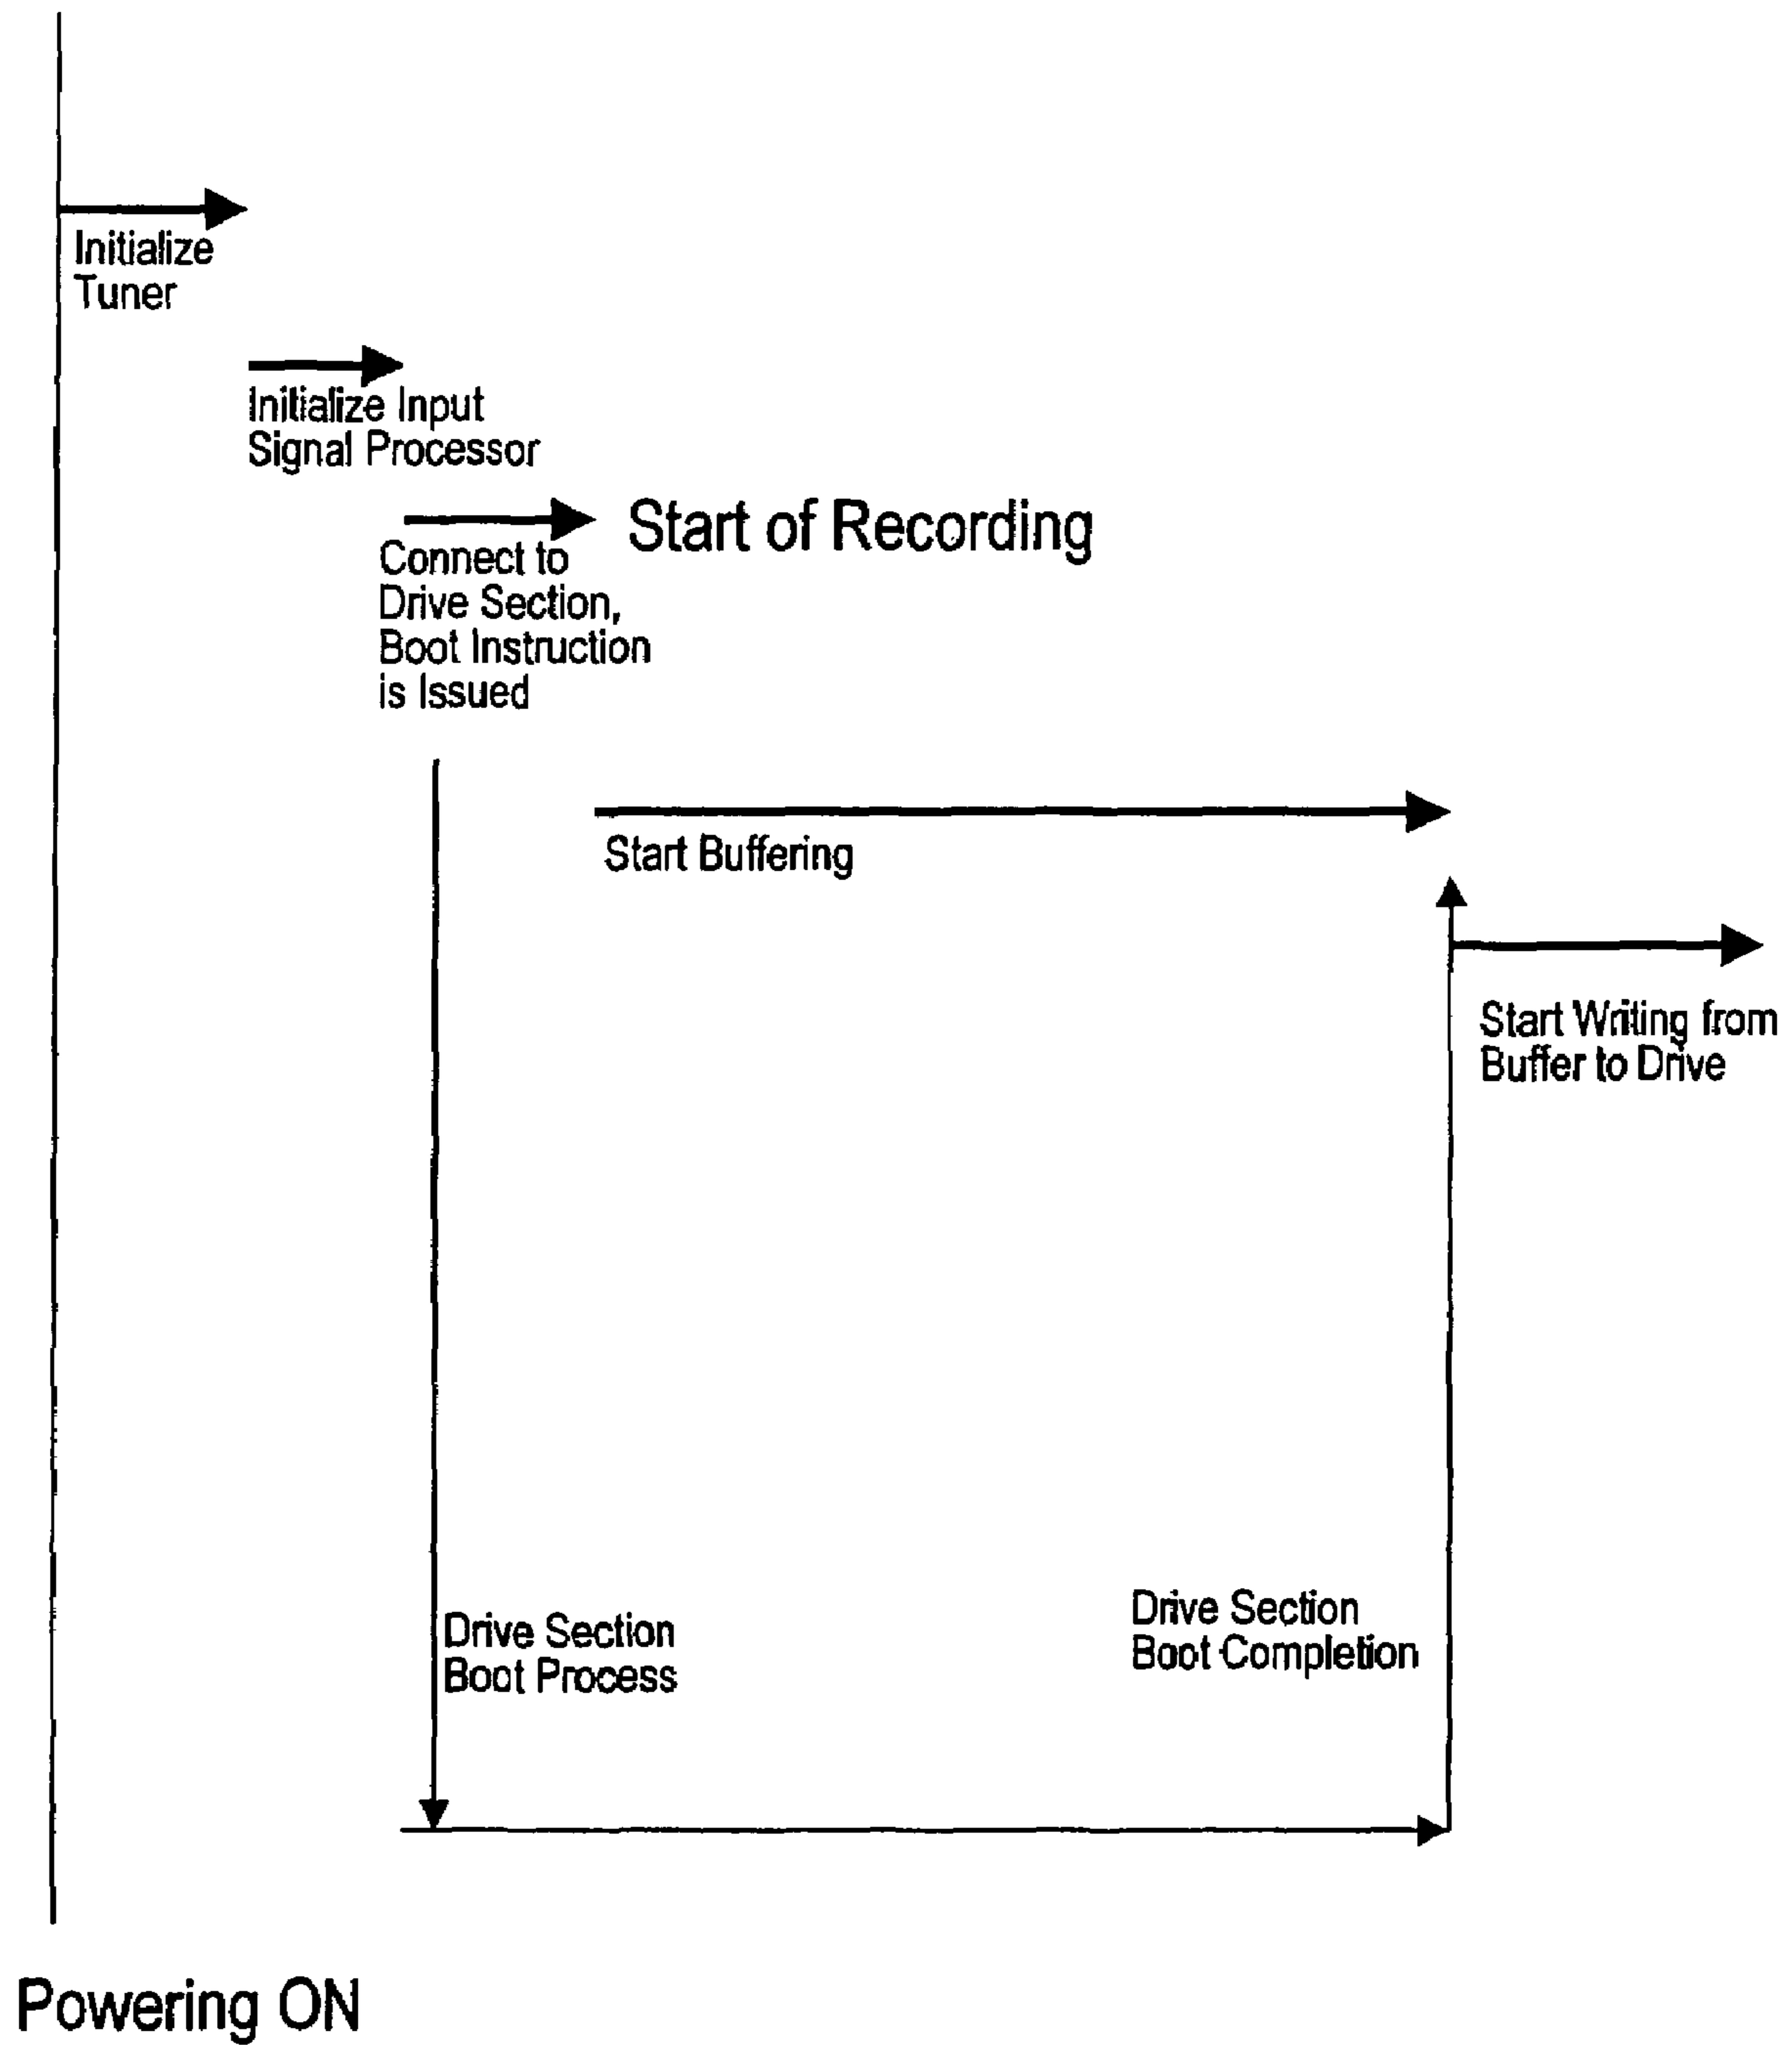 Initialize
Tuner
Initialize Input
Signal Processor
Start of Recording
Connect to
Drive Section,
Boot Instruction
is Issued
Start Buffering
Start Writing from
Buffer to Drive
Drive Section
Boot Process
Drive Section
Boot Completion
Powering ON